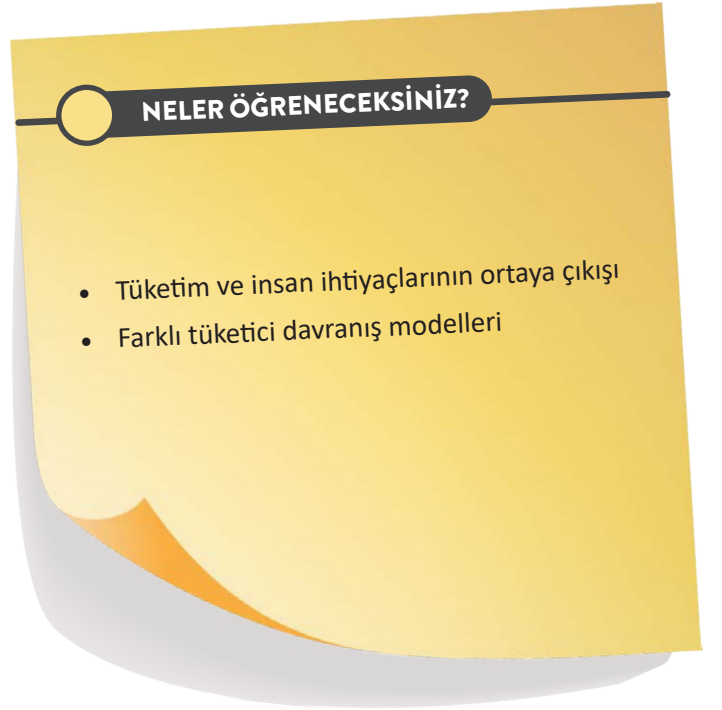 NELER ÖĞRENECEKSİNİZ?
• Tüketim ve insan ihtiyaçlarının ortaya çıkışı
• Farklı tüketici davranış modelleri